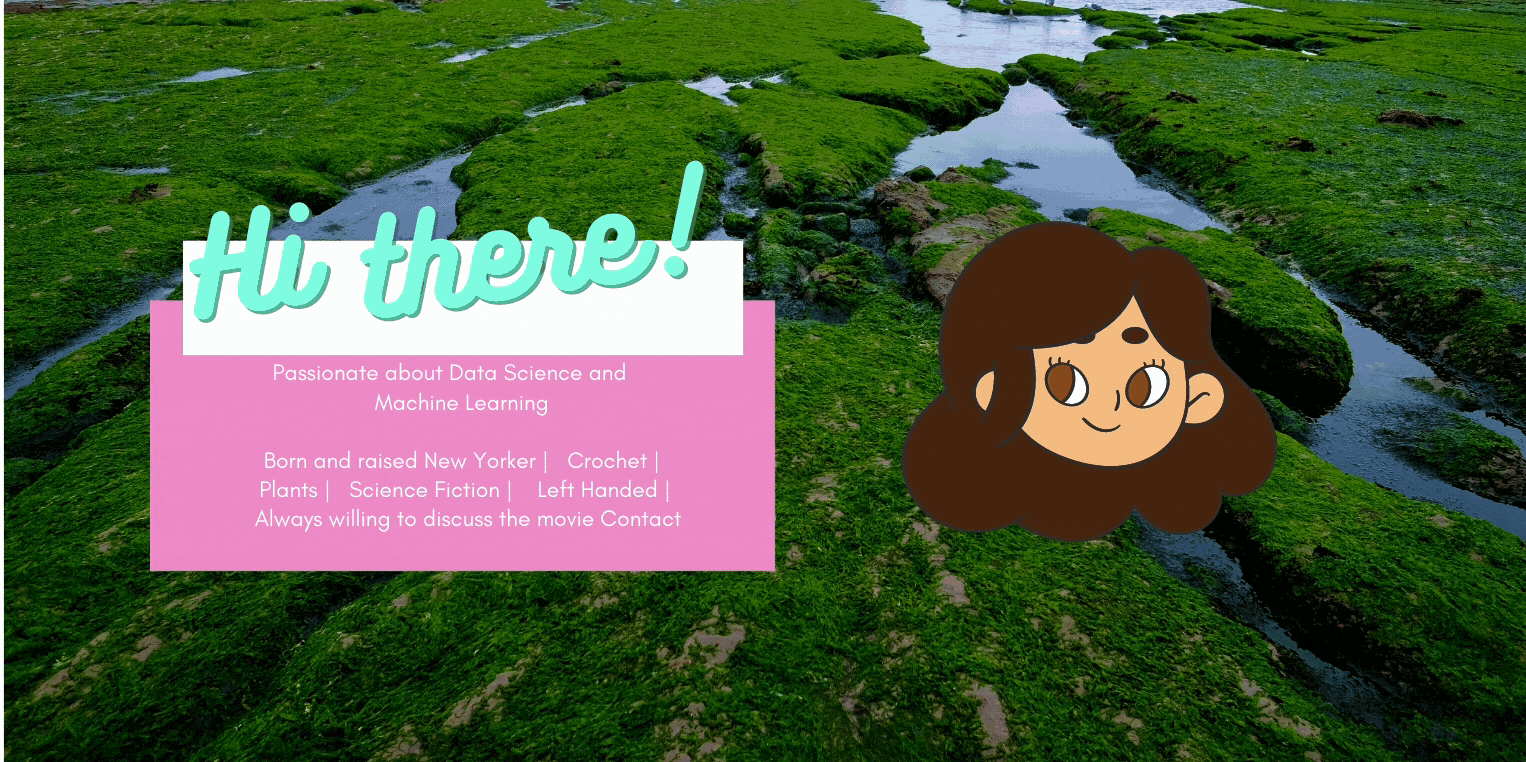 Hi there!
Passionate about Data Science and
Machine Learning
Born and raised New Yorker | Crochet |
Plants | Science Fiction | Left Handed |
Always willing to discuss the movie Contact